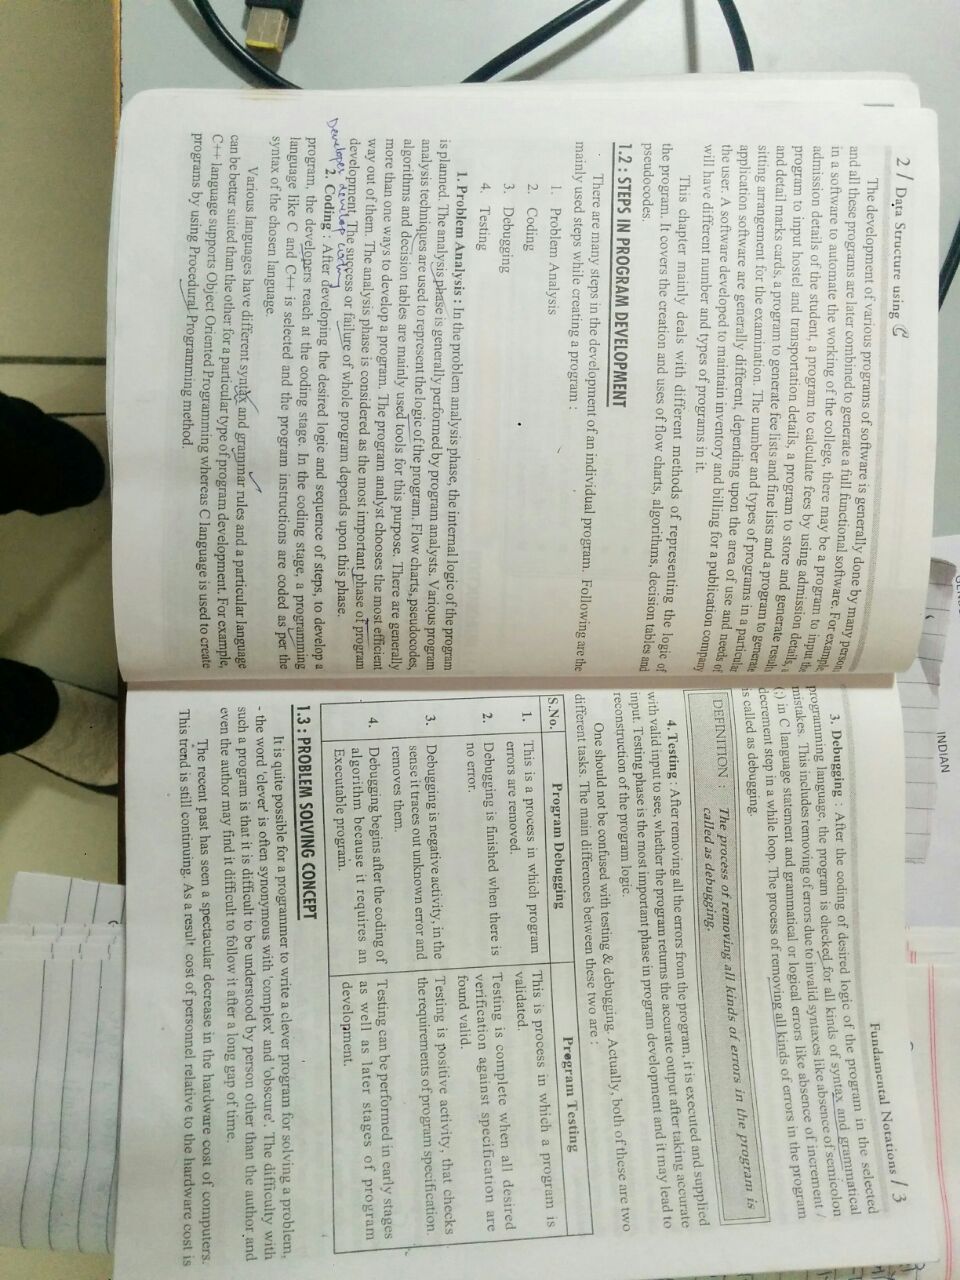 2 / Data Structure using C
The development of various programs of software is generally done by many person
and all these programs are later combined to generate a full functional software. For example
in a software to automate the working of the college, there may be a program to input the
admission details of the student, a program to calculate fees by using admission details,
program to input hostel and transportation details, a program to store and generate result
and detail marks cards, a program to generate fee lists and fine lists and a program to generate
sitting arrangement for the examination. The number and types of programs in a particular
application software are generally different, depending upon the area of use and needs of
the user. A software developed to maintain inventory and billing for a publication company
will have different number and types of programs in it.
This chapter mainly deals with different methods of representing the logic of
the program. It covers the creation and uses of flow charts, algorithms, decision tables and
pseudocodes.
1.2 : STEPS IN PROGRAM DEVELOPMENT
There are many steps in the development of an individual program. Following are the
mainly used steps while creating a program :
1. Problem Analysis
2. Coding
3. Debugging
4. Testing
1. Problem Analysis : In the problem analysis phase, the internal logic of the program
is planned. The analysis phase is generally performed by program analysts. Various program
analysis techniques are used to represent the logic of the program. Flow charts, pseudocodes,
algorithms and decision tables are mainly used tools for this purpose. There are generally
more than one ways to develop a program. The program analyst chooses the most efficient
way out of them. The analysis phase is considered as the most important phase of program
development. The success or failure of whole program depends upon this phase.
Developer develop coding
2. Coding : After developing the desired logic and sequence of steps, to develop a
program, the developers reach at the coding stage. In the coding stage, a programming
language like C and C++ is selected and the program instructions are coded as per the
syntax of the chosen language.
Various languages have different syntax and grammar rules and a particular language
can be better suited than the other for a particular type of program development. For example,
C++ language supports Object Oriented Programming whereas C language is used to create
programs by using Procedural Programming method.
Fundamental Notations / 3
3. Debugging : After the coding of desired logic of the program in the selected
programming language, the program is checked for all kinds of syntax and grammatical
mistakes. This includes removing of errors due to invalid syntaxes like absence of semicolon
(;) in C language statement and grammatical or logical errors like absence of increment /
decrement step in a while loop. The process of removing all kinds of errors in the program
is called as debugging.
DEFINITION : The process of removing all kinds of errors in the program is
called as debugging.
4. Testing : After removing all the errors from the program, it is executed and supplied
with valid input to see, whether the program returns the accurate output after taking accurate
input. Testing phase is the most important phase in program development and it may lead to
reconstruction of the program logic.
One should not be confused with testing & debugging. Actually, both of these are two
different tasks. The main differences between these two are :
S.No. Program Debugging Program Testing
1. This is a process in which program This is process in which a program is
errors are removed. validated.
2. Debugging is finished when there is Testing is complete when all desired
no error. verification against specification are
found valid.
3. Debugging is negative activity, in the Testing is positive activity, that checks
sense it traces out unknown error and the requirements of program specification.
removes them.
4. Debugging begins after the coding of Testing can be performed in early stages
algorithm because it requires an as well as later stages of program
Executable program. development.
1.3 : PROBLEM SOLVING CONCEPT
It is quite possible for a programmer to write a clever program for solving a problem,
- the word 'clever' is often synonymous with 'complex' and 'obscure'. The difficulty with
such a program is that it is difficult to be understood by person other than the author and
even the author may find it difficult to follow it after a long gap of time.
The recent past has seen a spectacular decrease in the hardware cost of computers.
This trend is still continuing. As a result cost of personnel relative to the hardware cost is
INDIAN